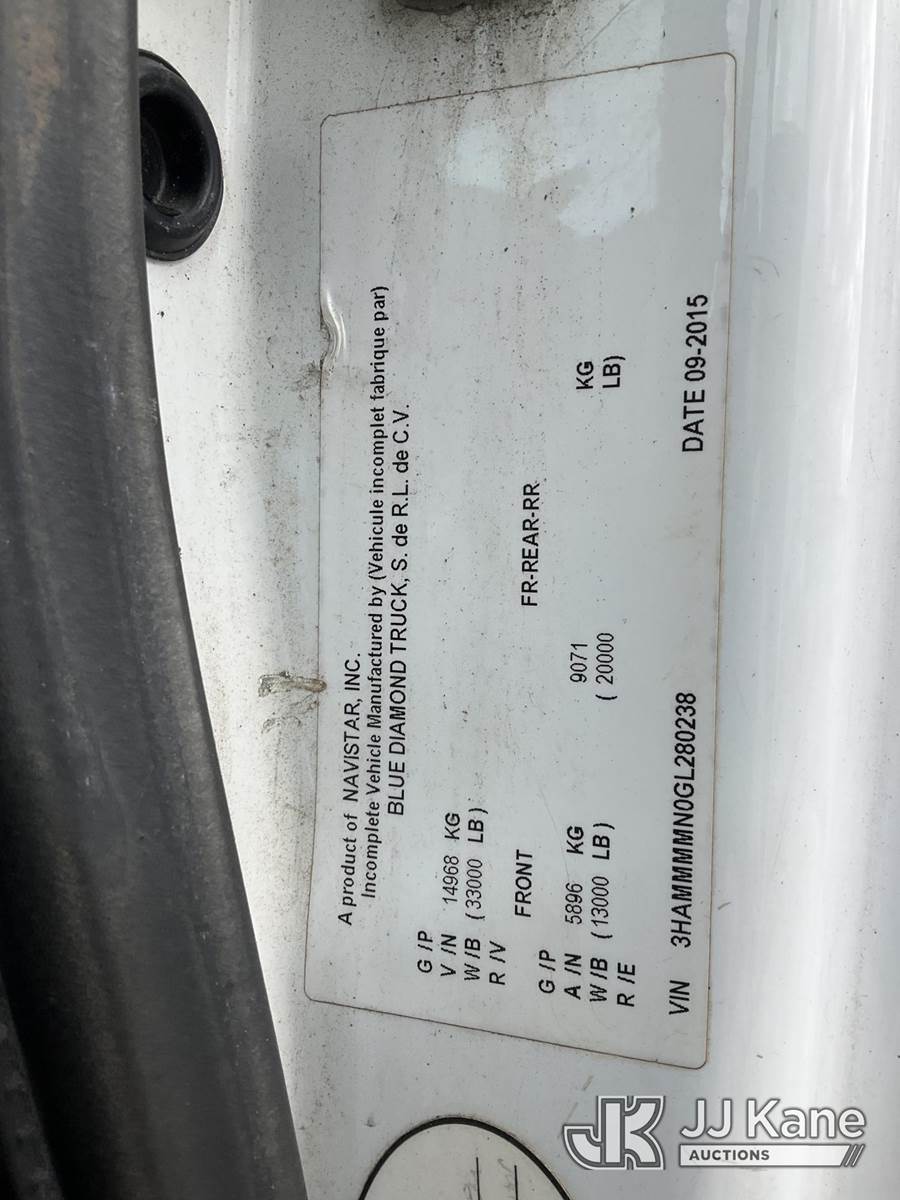 A product of NAVISTAR, INC.
Incomplete Vehicle Manufactured by (Vehicule incomplet fabrique par)
BLUE DIAMOND TRUCK, S. de R.L. de C.V.
G /P
V /N 14968 KG
W /B ( 33000 LB )
R /V
FRONT FR-REAR-RR
G /P
A /N 5896 KG 9071 KG
W /B ( 13000 LB ) ( 20000 LB)
R /E
VIN 3HAMMMMN0GL280238 DATE 09-2015
JK JJ Kane
AUCTIONS